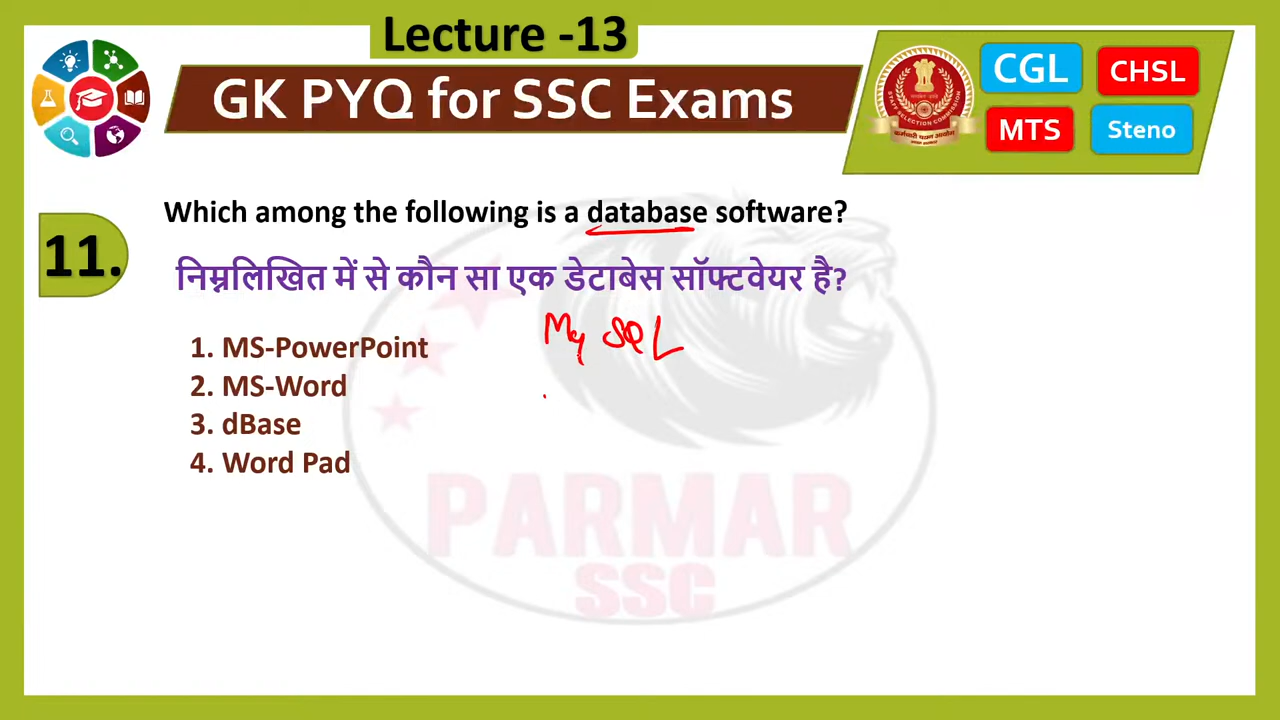 Lecture -13
GK PYQ for SSC Exams
CGL
CHSL
MTS
Steno
11.
Which among the following is a database software?
निम्नलिखित में से कौन सा एक डेटाबेस सॉफ्टवेयर है?
My SQL
1. MS-PowerPoint
2. MS-Word
3. dBase
4. Word Pad
PARMAR
SSC